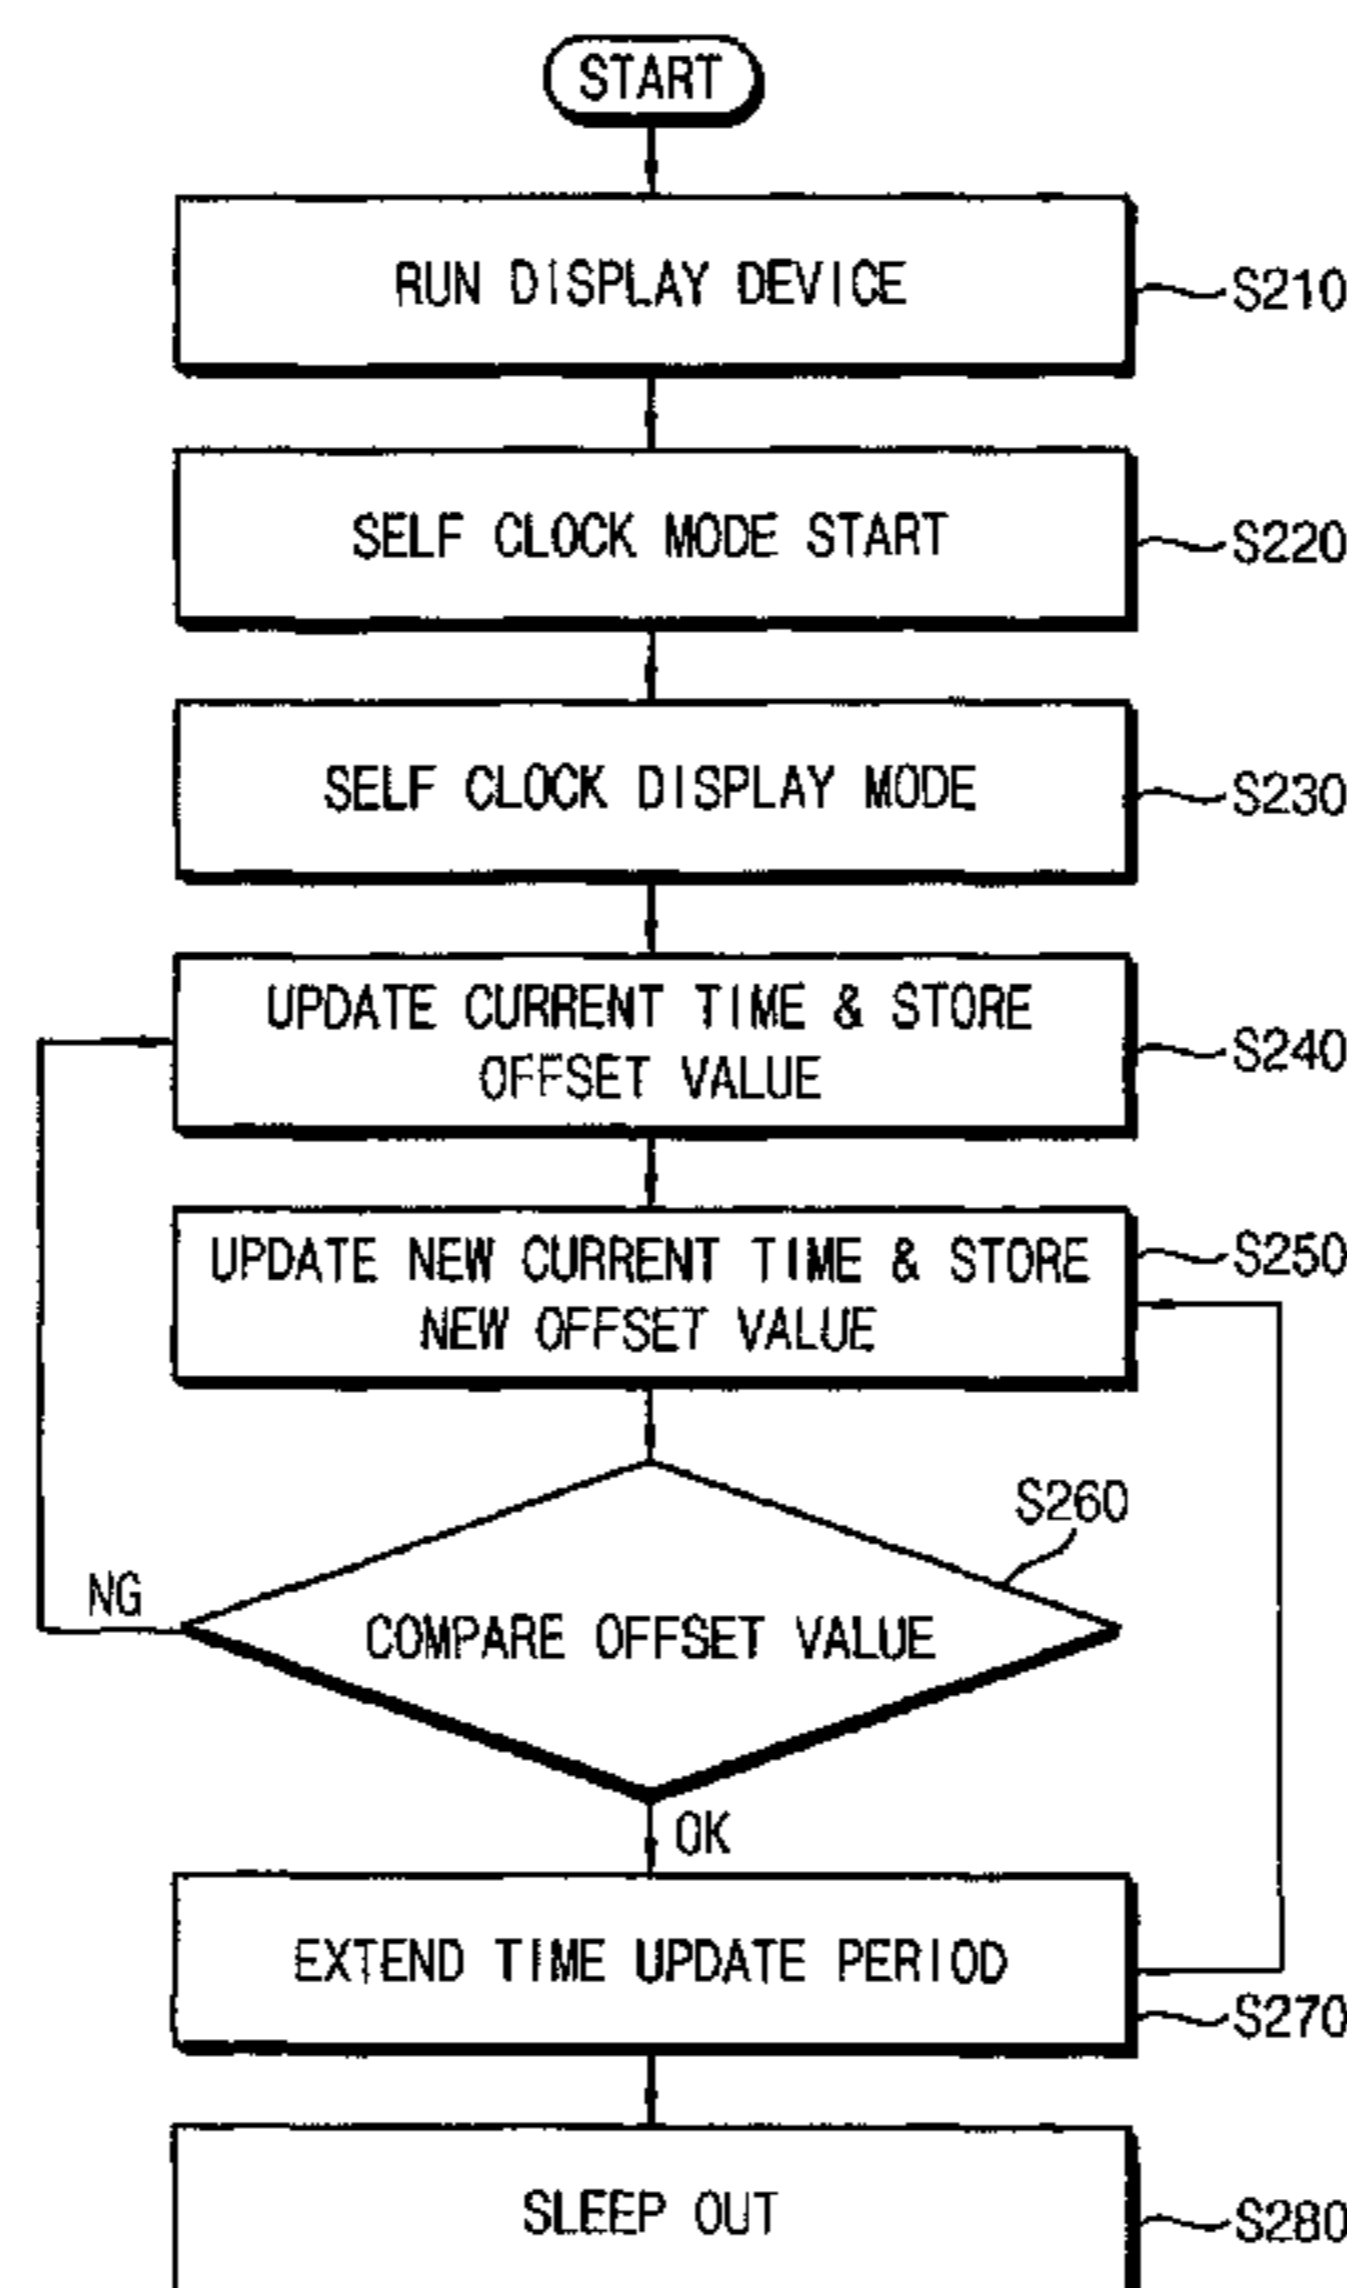 START
RUN DISPLAY DEVICE
S210
SELF CLOCK MODE START
S220
SELF CLOCK DISPLAY MODE
S230
UPDATE CURRENT TIME & STORE
OFFSET VALUE
S240
UPDATE NEW CURRENT TIME & STORE
NEW OFFSET VALUE
S250
S260
COMPARE OFFSET VALUE
NG
OK
EXTEND TIME UPDATE PERIOD
S270
SLEEP OUT
S280